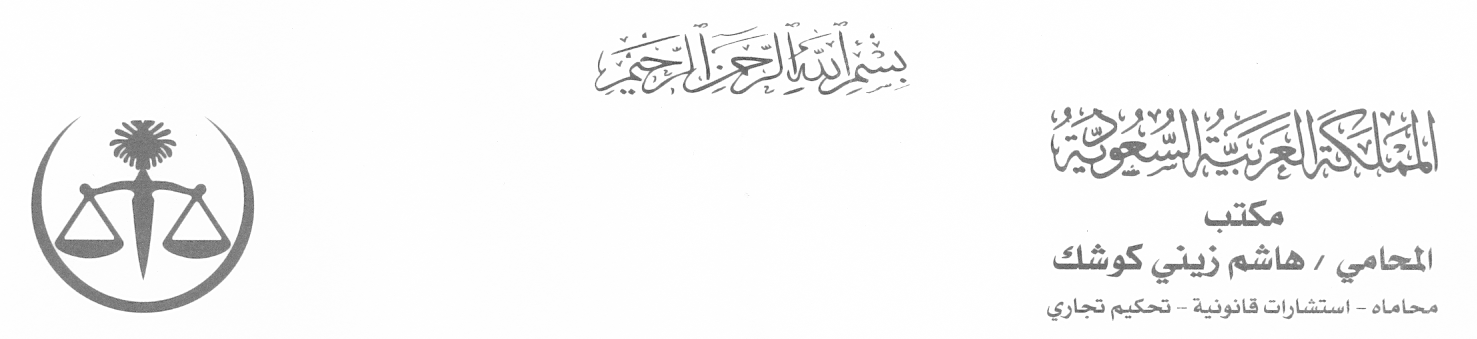 بسم الله الرحمن الرحيم
المملكة العربية السعودية
مكتب
المحامي / هاشم زيني كوشك
محاماه - استشارات قانونية - تحكيم تجاري